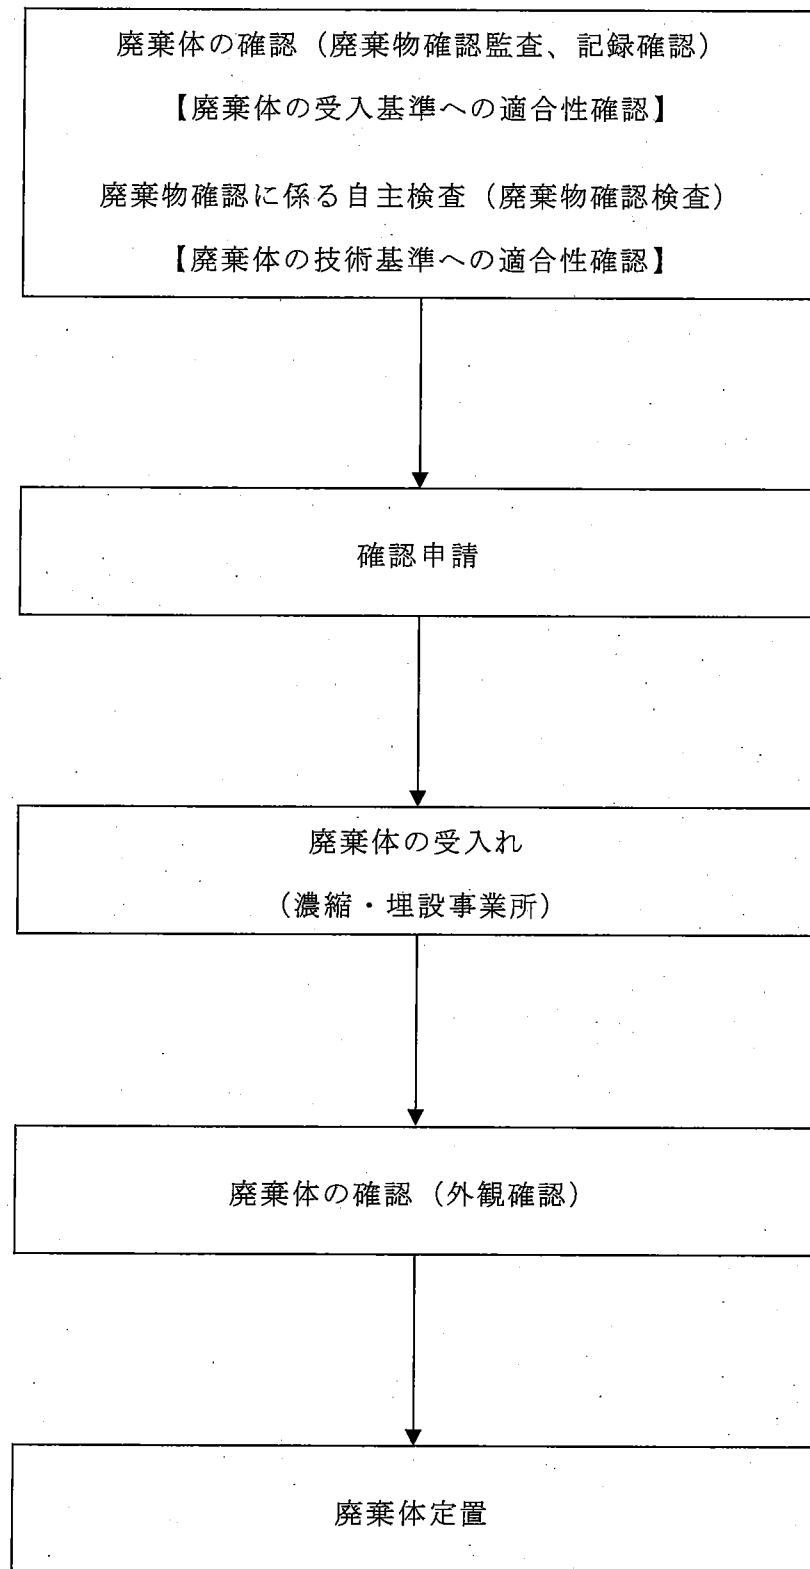 廃棄体の確認（廃棄物確認監査、記録確認）
【廃棄体の受入基準への適合性確認】
廃棄物確認に係る自主検査（廃棄物確認検査）
【廃棄体の技術基準への適合性確認】
確認申請
廃棄体の受入れ
（濃縮・埋設事業所）
廃棄体の確認（外観確認）
廃棄体定置